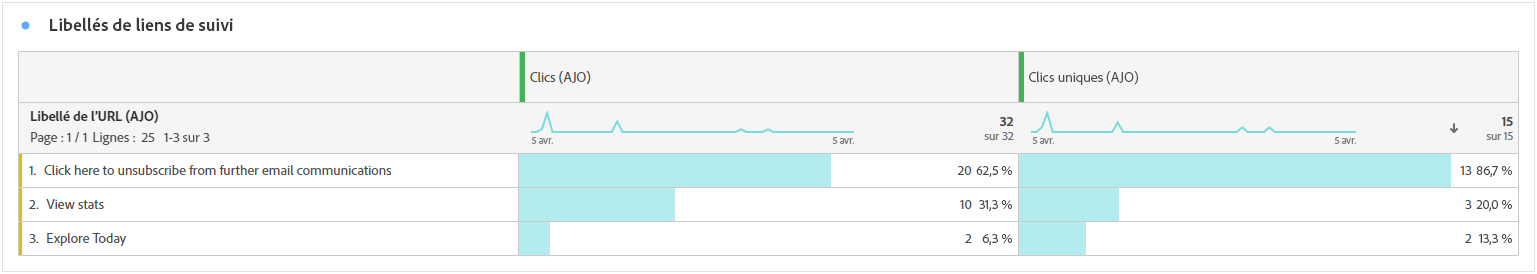 Libellés de liens de suivi
Clics (AJO) Clics uniques (AJO)
Libellé de l'URL (AJO) 32 15
Page : 1 / 1 Lignes : 25 1-3 sur 3 sur 32 sur 15
5 avr. 5 avr. 5 avr. 5 avr.
1. Click here to unsubscribe from further email communications 20 62,5 % 13 86,7 %
2. View stats 10 31,3 % 3 20,0 %
3. Explore Today 2 6,3 % 2 13,3 %